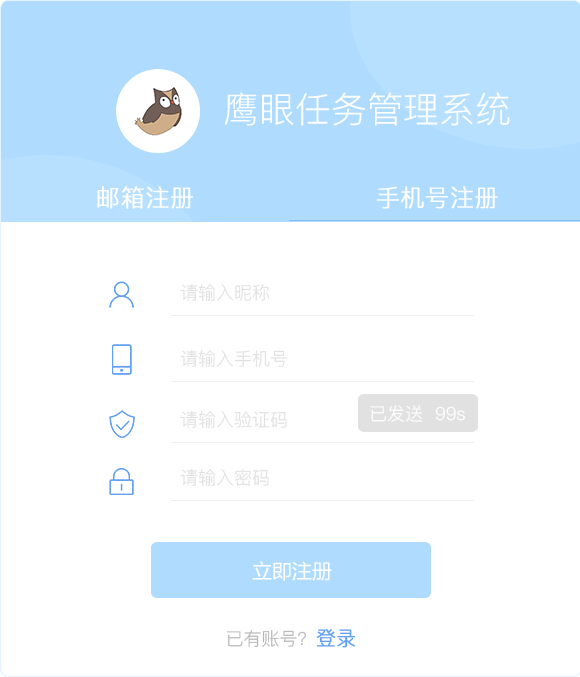 鹰眼任务管理系统
邮箱注册 手机号注册
请输入昵称
请输入手机号
请输入验证码 已发送 99s
请输入密码
立即注册
已有账号? 登录